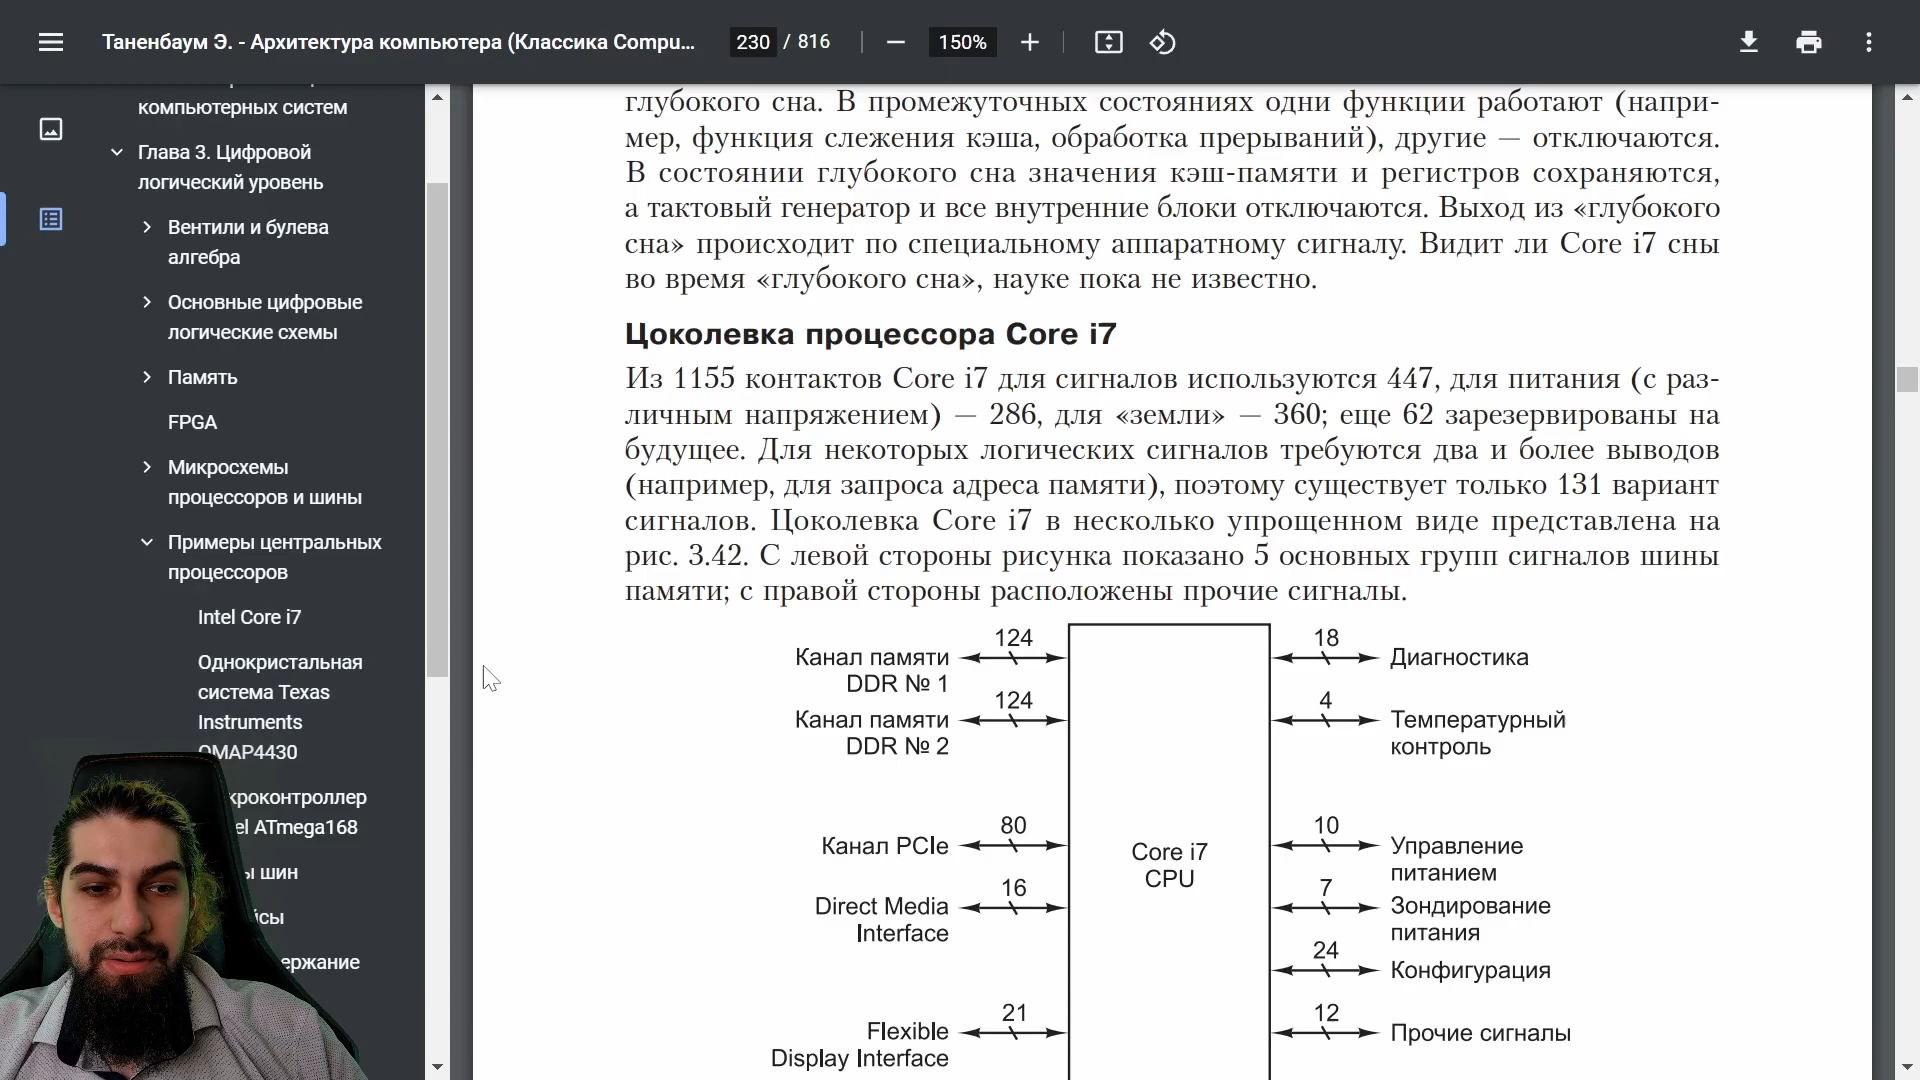 Таненбаум Э. - Архитектура компьютера (Классика Compu...
230 / 816
150%
компьютерных систем
Глава 3. Цифровой
логический уровень
Вентили и булева
алгебра
Основные цифровые
логические схемы
Память
FPGA
Микросхемы
процессоров и шины
Примеры центральных
процессоров
Intel Core i7
Однокристальная
система Texas
Instruments
OMAP4430
кроконтроллер
el ATmega168
ы шин
йсы
ержание
глубокого сна. В промежуточных состояниях одни функции работают (напри-
мер, функция слежения кэша, обработка прерываний), другие — отключаются.
В состоянии глубокого сна значения кэш-памяти и регистров сохраняются,
а тактовый генератор и все внутренние блоки отключаются. Выход из «глубокого
сна» происходит по специальному аппаратному сигналу. Видит ли Core i7 сны
во время «глубокого сна», науке пока не известно.
Цоколевка процессора Core i7
Из 1155 контактов Core i7 для сигналов используются 447, для питания (с раз-
личным напряжением) — 286, для «земли» — 360; еще 62 зарезервированы на
будущее. Для некоторых логических сигналов требуются два и более выводов
(например, для запроса адреса памяти), поэтому существует только 131 вариант
сигналов. Цоколевка Core i7 в несколько упрощенном виде представлена на
рис. 3.42. С левой стороны рисунка показано 5 основных групп сигналов шины
памяти; с правой стороны расположены прочие сигналы.
Канал памяти
DDR № 1
124
Канал памяти
DDR № 2
124
Канал PCIe
80
Direct Media
Interface
16
Flexible
Display Interface
21
Core i7
CPU
18
Диагностика
4
Температурный
контроль
10
Управление
питанием
7
Зондирование
питания
24
Конфигурация
12
Прочие сигналы